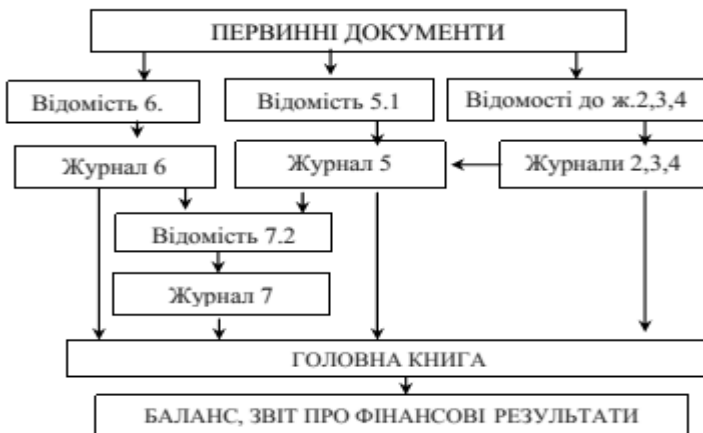 ПЕРВИННІ ДОКУМЕНТИ
Відомість 6.
Відомість 5.1
Відомості до ж.2,3,4
Журнал 6
Журнал 5
Журнали 2,3,4
Відомість 7.2
Журнал 7
ГОЛОВНА КНИГА
БАЛАНС, ЗВІТ ПРО ФІНАНСОВІ РЕЗУЛЬТАТИ